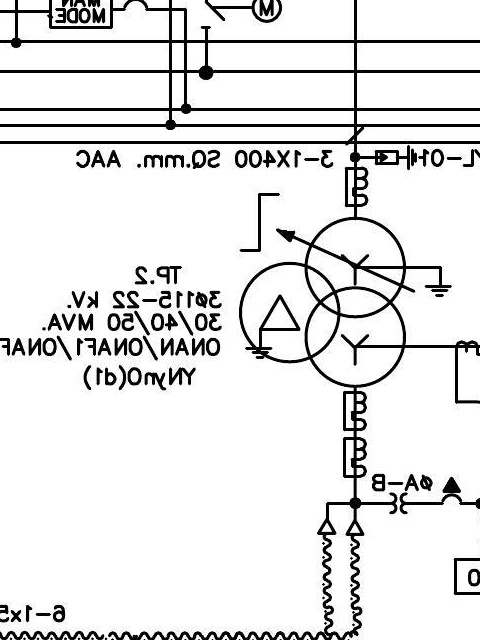 MAN
MODE
M
3-1X400 SQ.mm. AAC
L-01
TP.2
3ø115-22 kV.
30/40/50 MVA.
ONAN/ONAF1/ONAF
YNyn0(d1)
øA-B
0
6-1x5